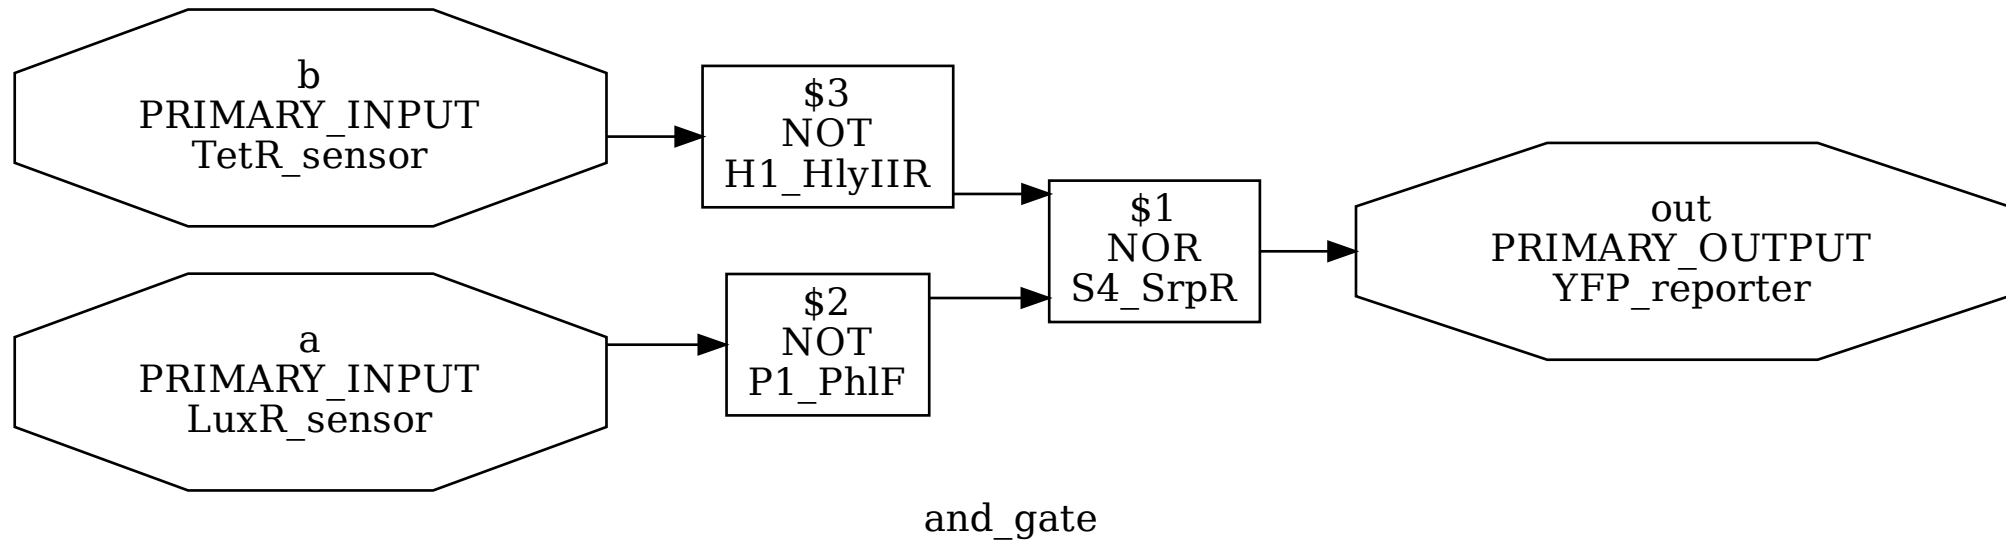 b
PRIMARY_INPUT
TetR_sensor
$3
NOT
H1_HlyIIR
$1
NOR
S4_SrpR
out
PRIMARY_OUTPUT
YFP_reporter
a
PRIMARY_INPUT
LuxR_sensor
$2
NOT
P1_PhlF
and_gate